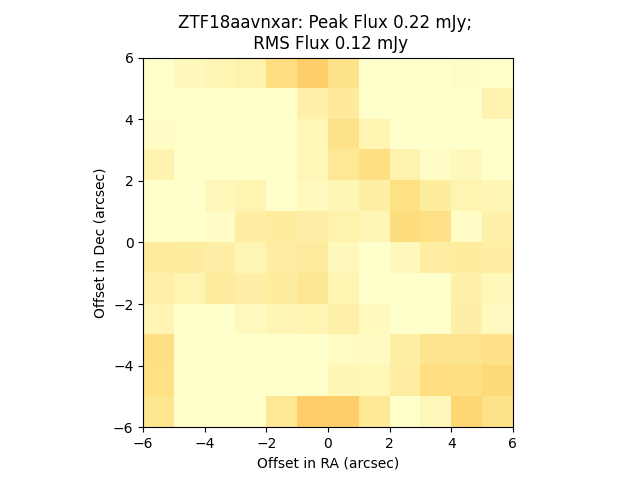 ZTF18aavnxar: Peak Flux 0.22 mJy;
RMS Flux 0.12 mJy
6
4
2
0
−2
−4
−6
Offset in Dec (arcsec)
−6 −4 −2 0 2 4 6
Offset in RA (arcsec)